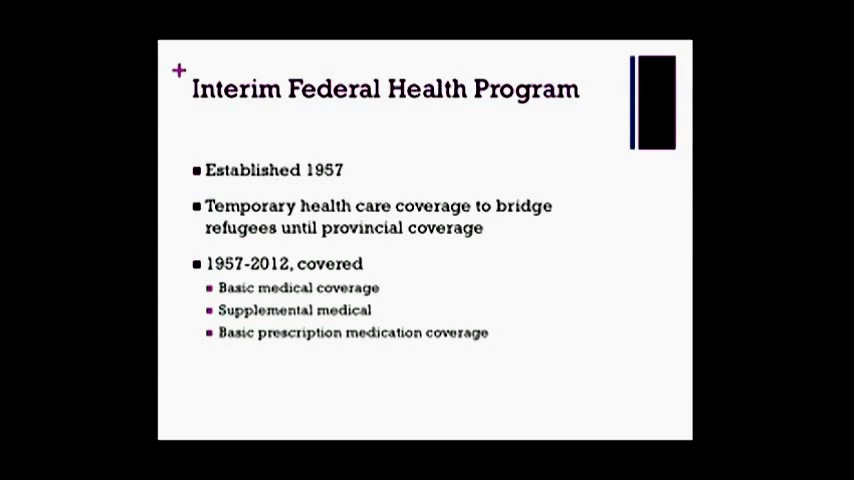 +
Interim Federal Health Program
■ Established 1957
■ Temporary health care coverage to bridge
refugees until provincial coverage
■ 1957-2012, covered
■ Basic medical coverage
■ Supplemental medical
■ Basic prescription medication coverage